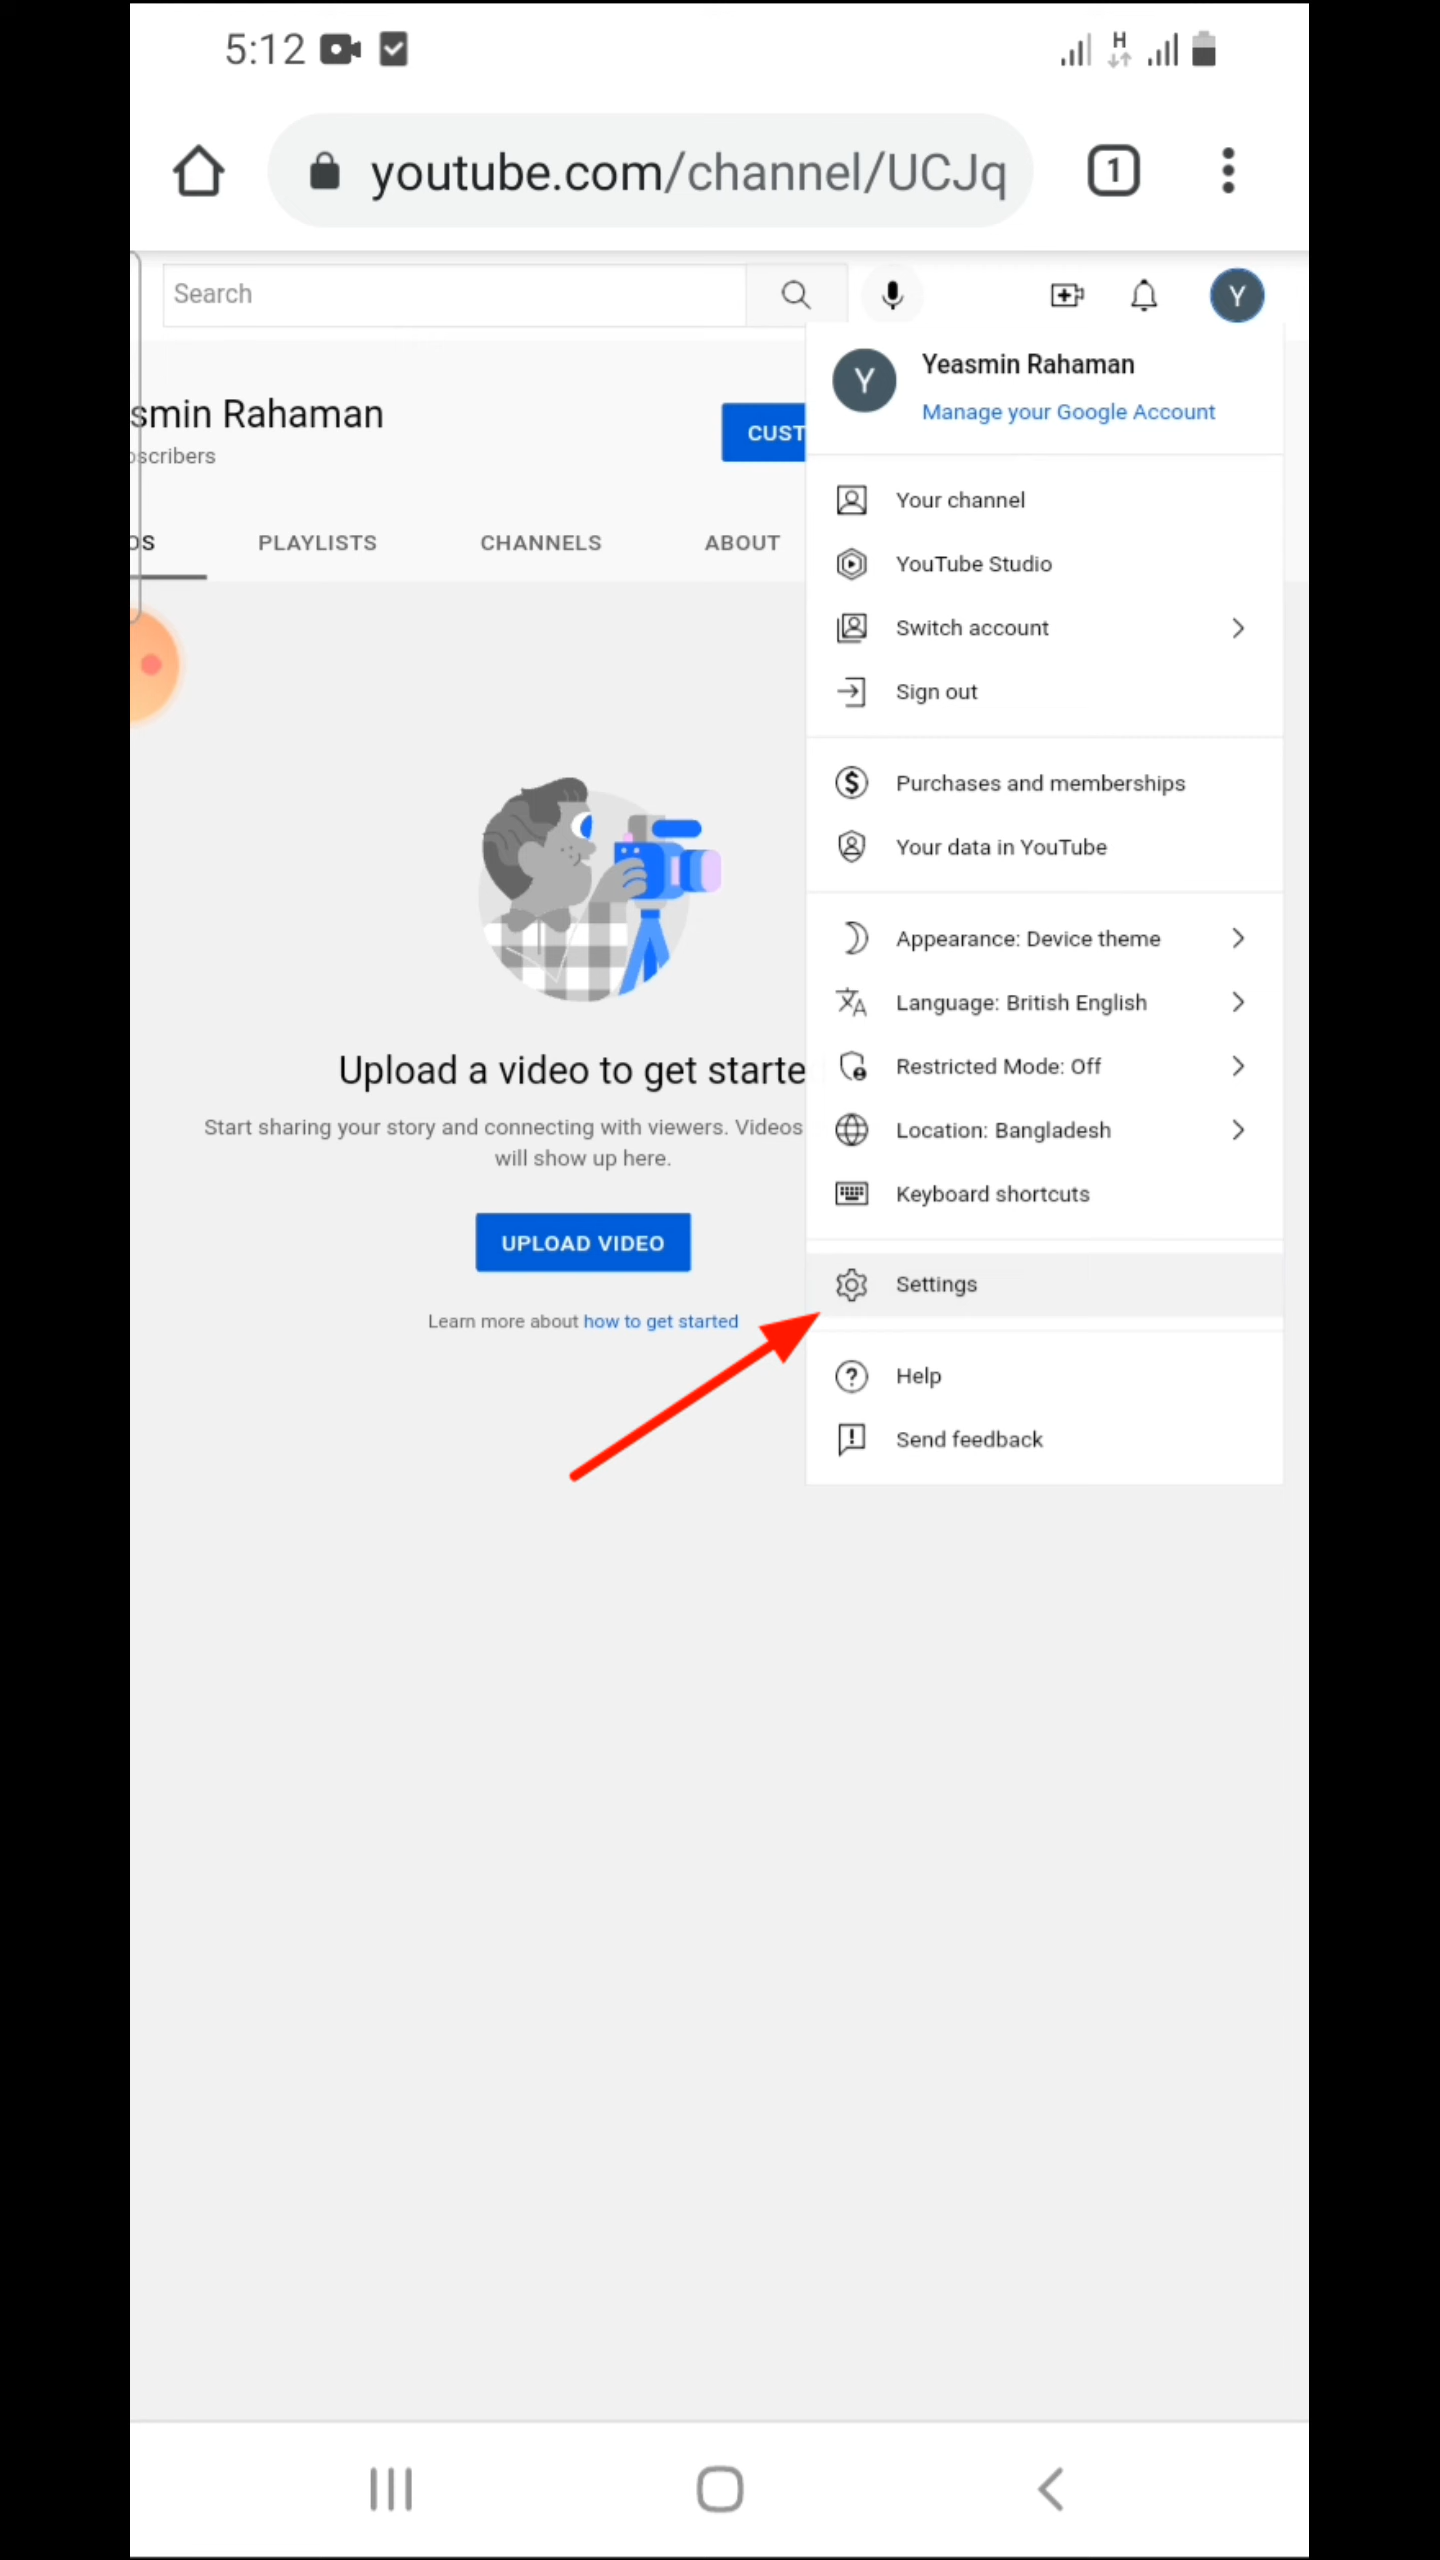 5:12
H
youtube.com/channel/UCJq
1
Search
Y
Y
Yeasmin Rahaman
Manage your Google Account
smin Rahaman
scribers
CUST
OS
PLAYLISTS
CHANNELS
ABOUT
Your channel
YouTube Studio
Switch account
Sign out
Purchases and memberships
Your data in YouTube
Appearance: Device theme
Language: British English
Restricted Mode: Off
Location: Bangladesh
Keyboard shortcuts
Settings
Help
Send feedback
Upload a video to get starte
Start sharing your story and connecting with viewers. Videos
will show up here.
UPLOAD VIDEO
Learn more about how to get started